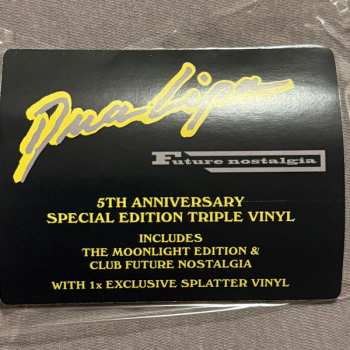 Dua Lipa
Future nostalgia
5TH ANNIVERSARY
SPECIAL EDITION TRIPLE VINYL
INCLUDES
THE MOONLIGHT EDITION &
CLUB FUTURE NOSTALGIA
WITH 1x EXCLUSIVE SPLATTER VINYL